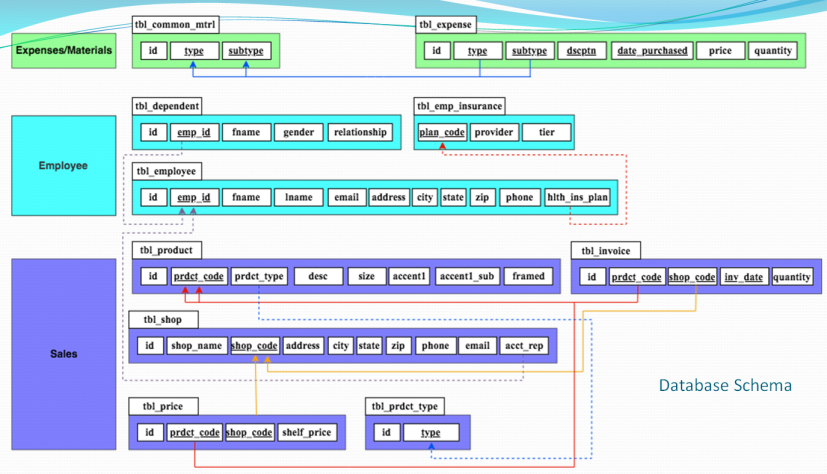 tbl_common_mtrl
tbl_expense
Expenses/Materials
id type subtype
id type subtype dscptn date_purchased price quantity
tbl_dependent
tbl_emp_insurance
id emp_id fname gender relationship
plan_code provider tier
Employee
tbl_employee
id emp_id fname lname email address city state zip phone hlth_ins_plan
tbl_product
tbl_invoice
id prdct_code prdct_type desc size accent1 accent1_sub framed
id prdct_code shop_code inv_date quantity
tbl_shop
id shop_name shop_code address city state zip phone email acct_rep
Sales
Database Schema
tbl_price
tbl_prdct_type
id prdct_code shop_code shelf_price
id type